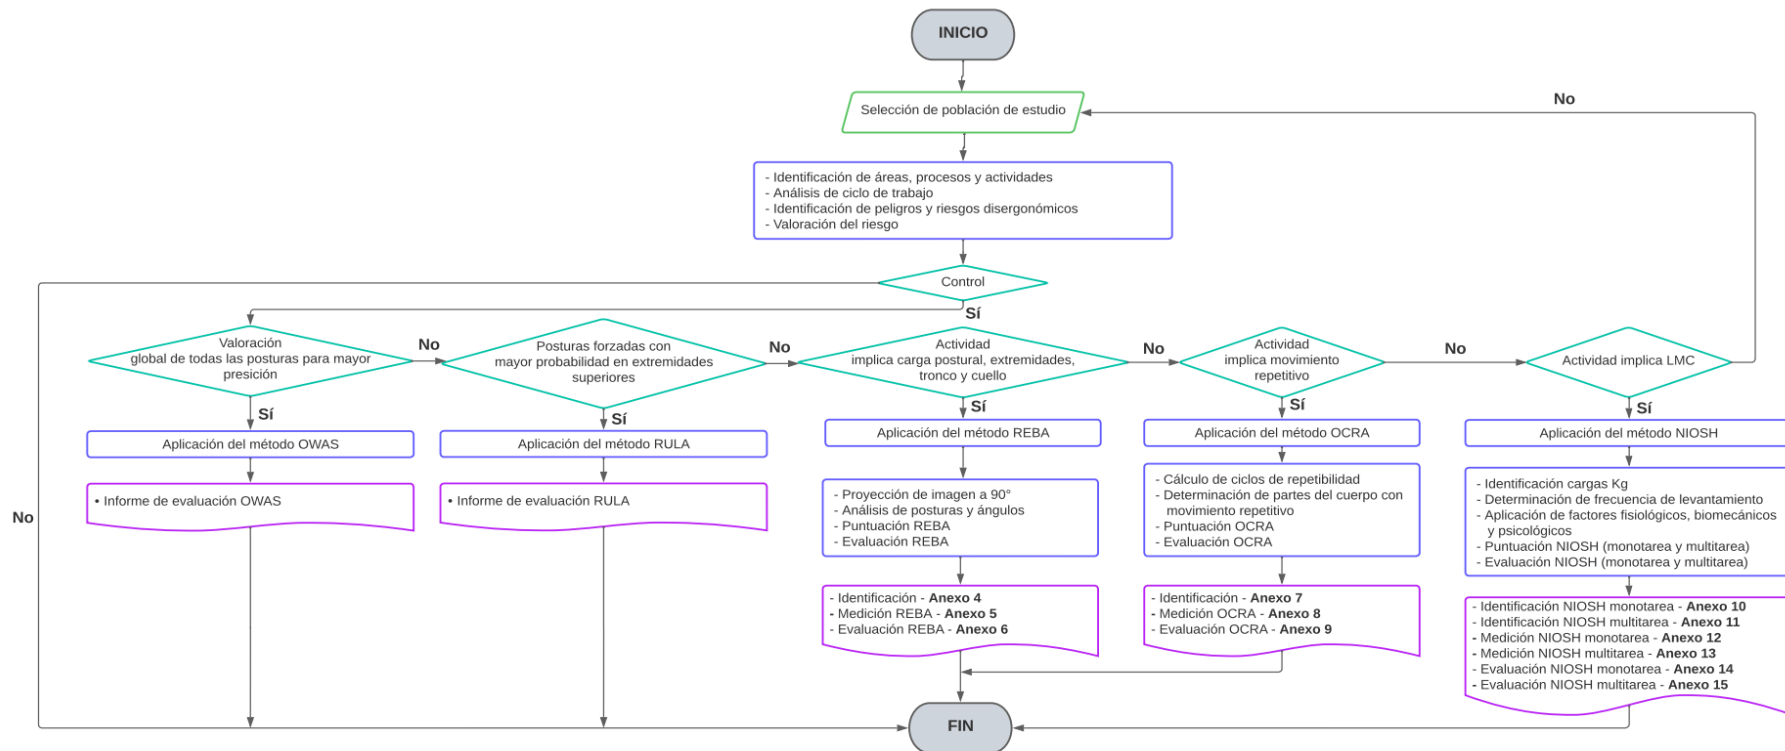 INICIO
Selección de población de estudio
No
- Identificación de áreas, procesos y actividades
- Análisis de ciclo de trabajo
- Identificación de peligros y riesgos disergonómicos
- Valoración del riesgo
Control
Sí
Valoración
global de todas las posturas para mayor
presición
No
Posturas forzadas con
mayor probabilidad en extremidades
superiores
No
Actividad
implica carga postural, extremidades,
tronco y cuello
No
Actividad
implica movimiento
repetitivo
No
Actividad implica LMC
Sí
Sí
Sí
Sí
Sí
Aplicación del método OWAS
Aplicación del método RULA
Aplicación del método REBA
Aplicación del método OCRA
Aplicación del método NIOSH
• Informe de evaluación OWAS
• Informe de evaluación RULA
- Proyección de imagen a 90°
- Análisis de posturas y ángulos
- Puntuación REBA
- Evaluación REBA
- Cálculo de ciclos de repetibilidad
- Determinación de partes del cuerpo con
movimiento repetitivo
- Puntuación OCRA
- Evaluación OCRA
- Identificación cargas Kg
- Determinación de frecuencia de levantamiento
- Aplicación de factores fisiológicos, biomecánicos
y psicológicos
- Puntuación NIOSH (monotarea y multitarea)
- Evaluación NIOSH (monotarea y multitarea)
No
- Identificación - Anexo 4
- Medición REBA - Anexo 5
- Evaluación REBA - Anexo 6
- Identificación - Anexo 7
- Medición OCRA - Anexo 8
- Evaluación OCRA - Anexo 9
- Identificación NIOSH monotarea - Anexo 10
- Identificación NIOSH multitarea - Anexo 11
- Medición NIOSH monotarea - Anexo 12
- Medición NIOSH multitarea - Anexo 13
- Evaluación NIOSH monotarea - Anexo 14
- Evaluación NIOSH multitarea - Anexo 15
FIN